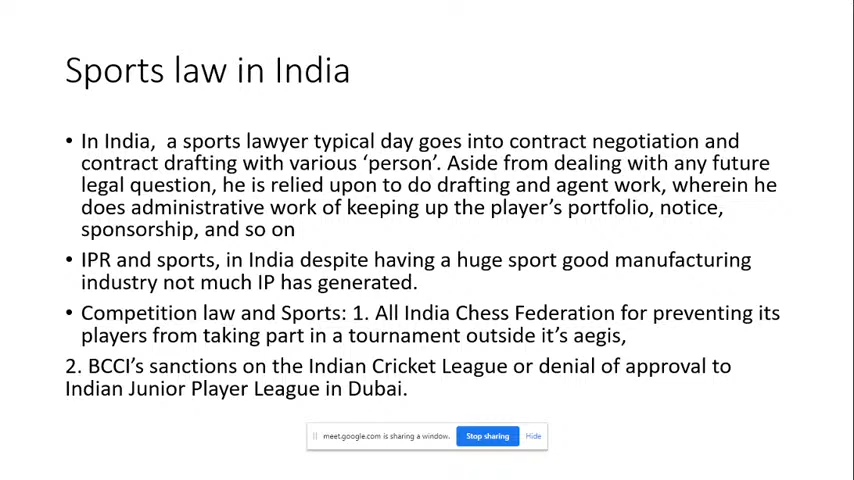 Sports law in India
• In India,  a sports lawyer typical day goes into contract negotiation and
contract drafting with various ‘person’. Aside from dealing with any future
legal question, he is relied upon to do drafting and agent work, wherein he
does administrative work of keeping up the player’s portfolio, notice,
sponsorship, and so on
• IPR and sports, in India despite having a huge sport good manufacturing
industry not much IP has generated.
• Competition law and Sports: 1. All India Chess Federation for preventing its
players from taking part in a tournament outside it’s aegis,
2. BCCI’s sanctions on the Indian Cricket League or denial of approval to
Indian Junior Player League in Dubai.
meet.google.com is sharing a window. Stop sharing Hide